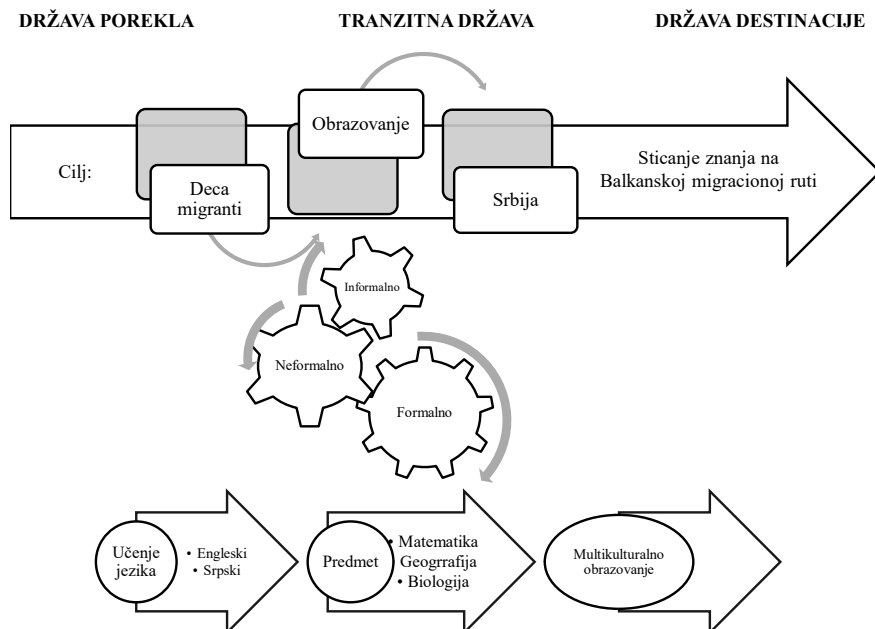 DRŽAVA POREKLA
TRANZITNA DRŽAVA
DRŽAVA DESTINACIJE
Cilj:
Deca
migranti
Obrazovanje
Srbija
Sticanje znanja na
Balkanskoj migracionoj ruti
Informalno
Neformalno
Formalno
Učenje
jezika
• Engleski
• Srpski
Predmet
• Matematika
Geogrrafija
• Biologija
Multikulturalno
obrazovanje